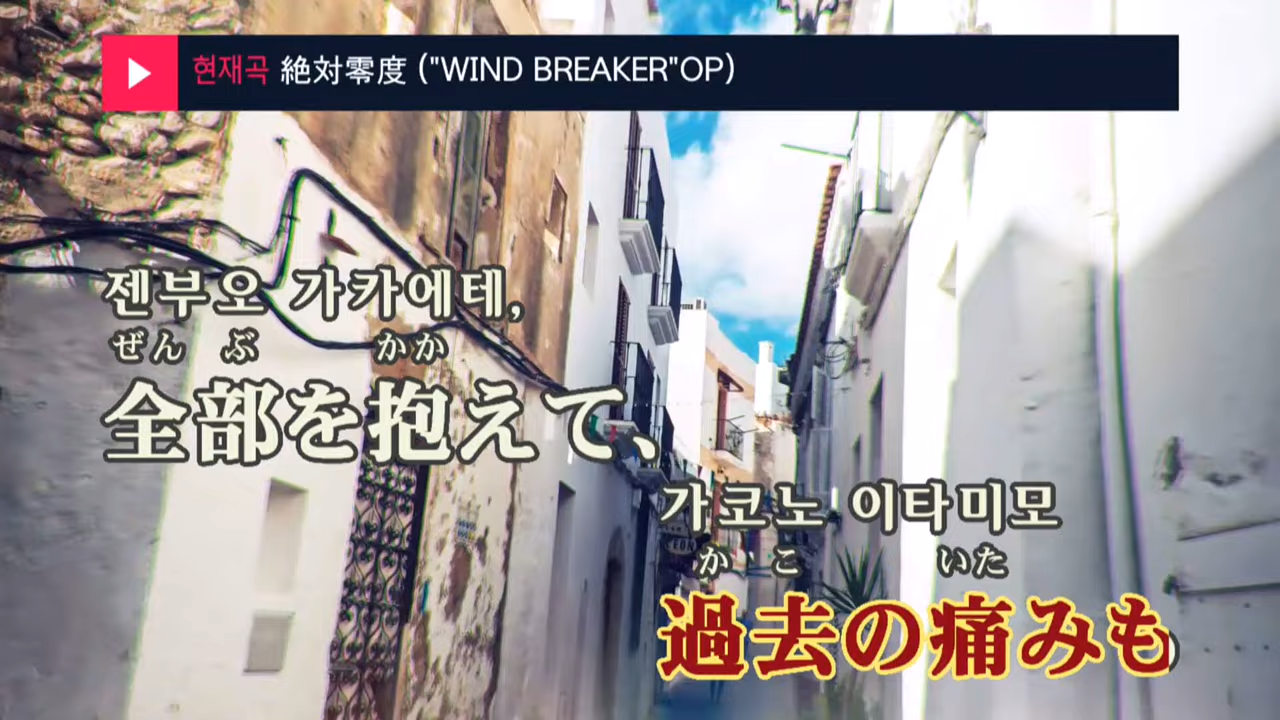 현재곡 絶対零度 ("WIND BREAKER"OP)
젠부오 가카에테,
ぜん ぶ かか
全部を抱えて、
가코노 이타미모
か こ いた
過去の痛みも